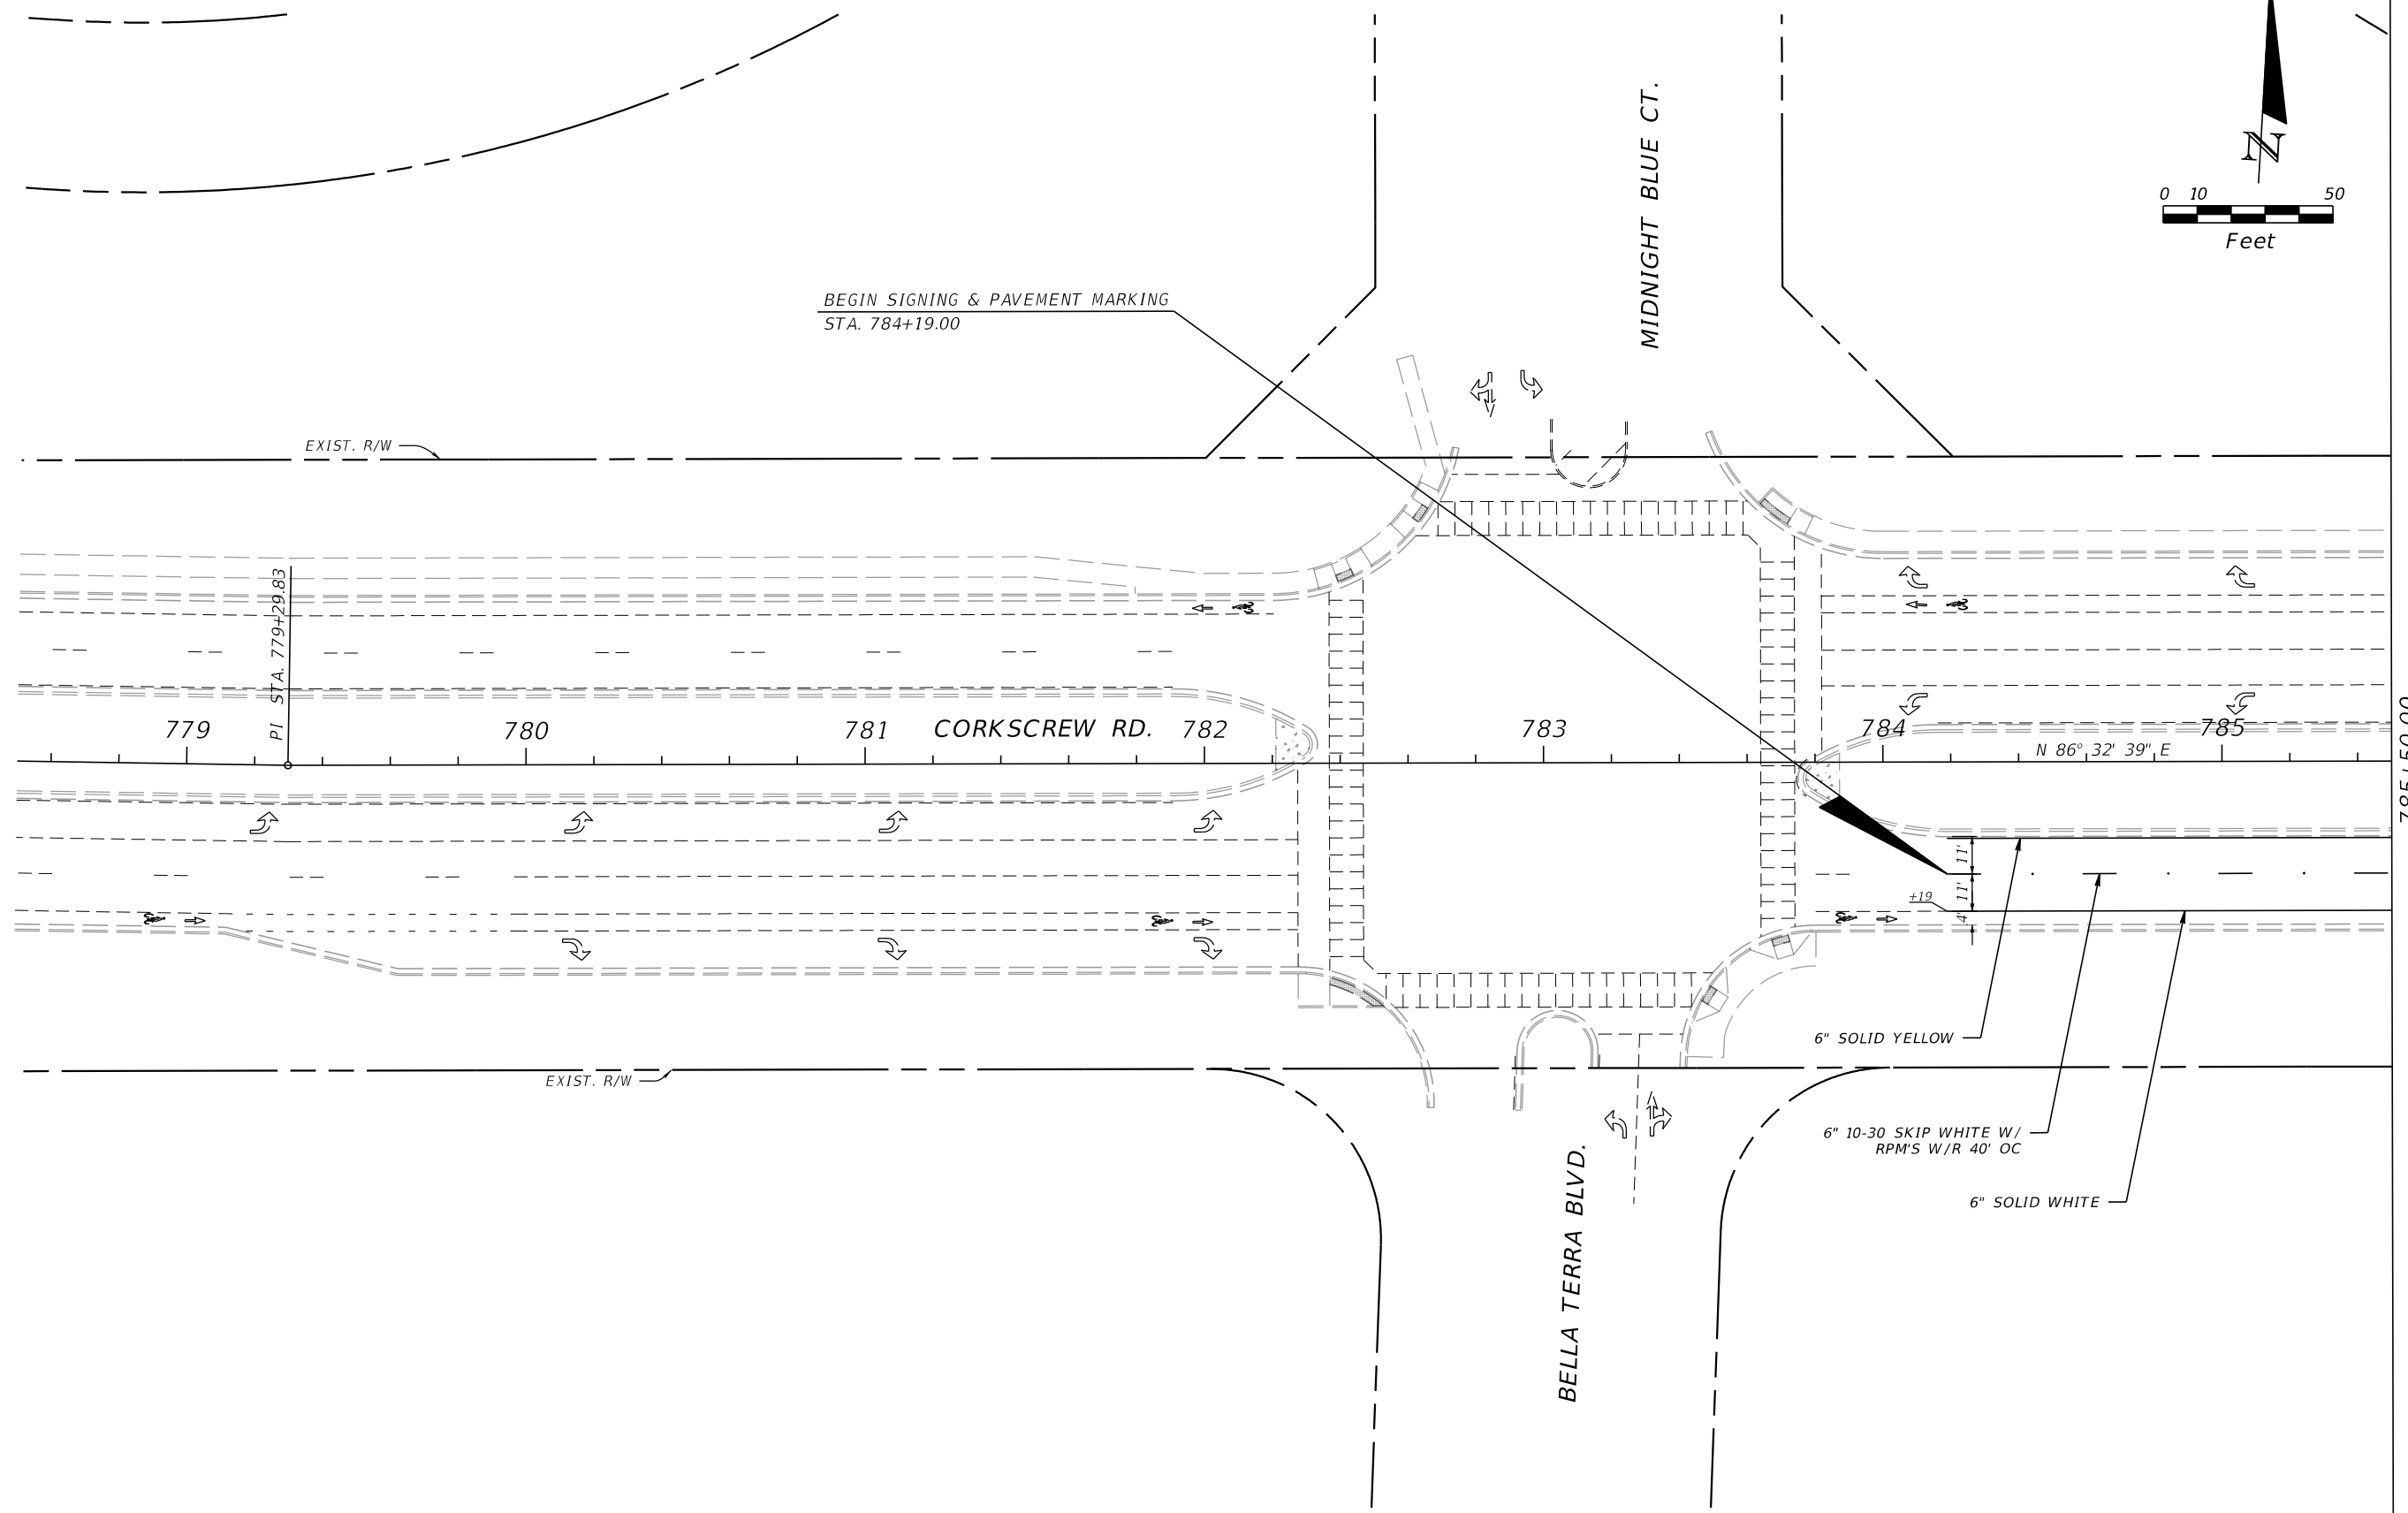 MIDNIGHT BLUE CT.
N
0 10 50
Feet
BEGIN SIGNING & PAVEMENT MARKING
STA. 784+19.00
EXIST. R/W
PI STA. 779+29.83
779 780 781 CORKSCREW RD. 782 783 784 785
N 86° 32' 39" E
11'
11'
+19
4'
6" SOLID YELLOW
EXIST. R/W
6" 10-30 SKIP WHITE W/
RPM'S W/R 40' OC
6" SOLID WHITE
BELLA TERRA BLVD.